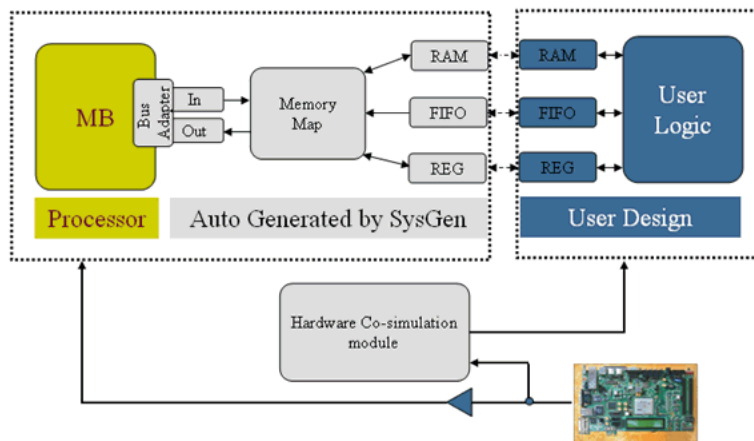 MB
Bus
Adapter
In
Out
Memory
Map
RAM
FIFO
REG
RAM
FIFO
REG
User
Logic
Processor
Auto Generated by SysGen
User Design
Hardware Co-simulation
module